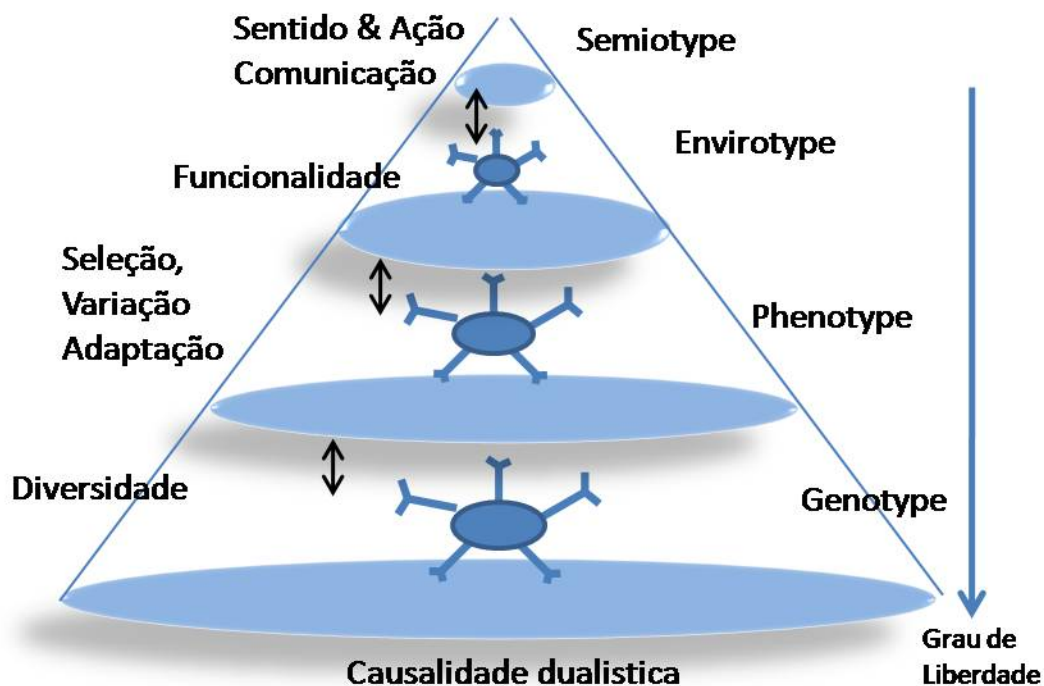 Sentido & Ação
Comunicação
Semiotype
Envirotype
Funcionalidade
Seleção,
Variação
Adaptação
Phenotype
Diversidade
Genotype
Grau de
Liberdade
Causalidade dualistica